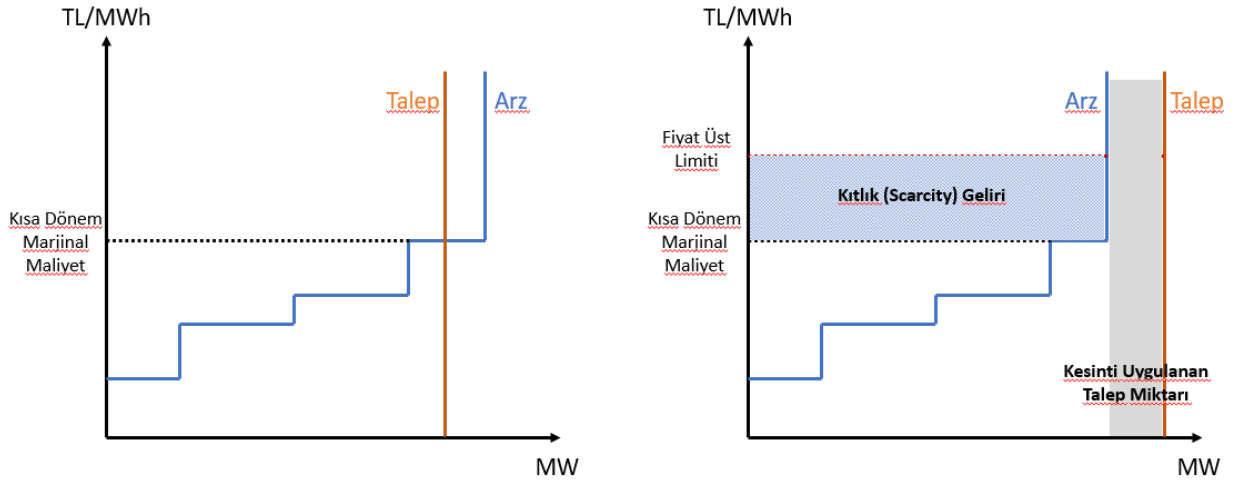 TL/MWh
Talep
Arz
Kısa Dönem
Marjinal
Maliyet
MW
TL/MWh
Arz
Talep
Fiyat Üst
Limiti
Kıtlık (Scarcity) Geliri
Kısa Dönem
Marjinal
Maliyet
Kesinti Uygulanan
Talep Miktarı
MW